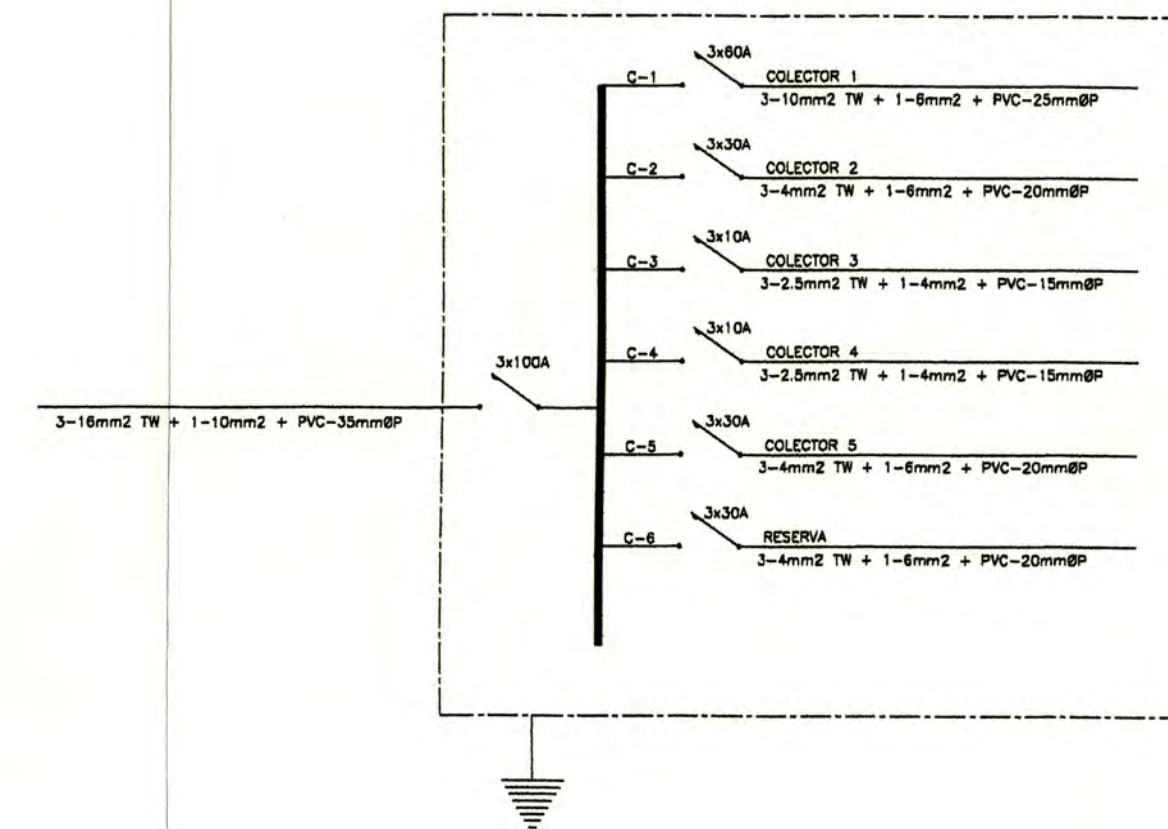 3x60A
C-1
COLECTOR 1
3-10mm2 TW + 1-6mm2 + PVC-25mmØP
3x30A
C-2
COLECTOR 2
3-4mm2 TW + 1-6mm2 + PVC-20mmØP
3x10A
C-3
COLECTOR 3
3-2.5mm2 TW + 1-4mm2 + PVC-15mmØP
3x10A
C-4
COLECTOR 4
3-2.5mm2 TW + 1-4mm2 + PVC-15mmØP
3x100A
3-16mm2 TW + 1-10mm2 + PVC-35mmØP
3x30A
C-5
COLECTOR 5
3-4mm2 TW + 1-6mm2 + PVC-20mmØP
3x30A
C-6
RESERVA
3-4mm2 TW + 1-6mm2 + PVC-20mmØP